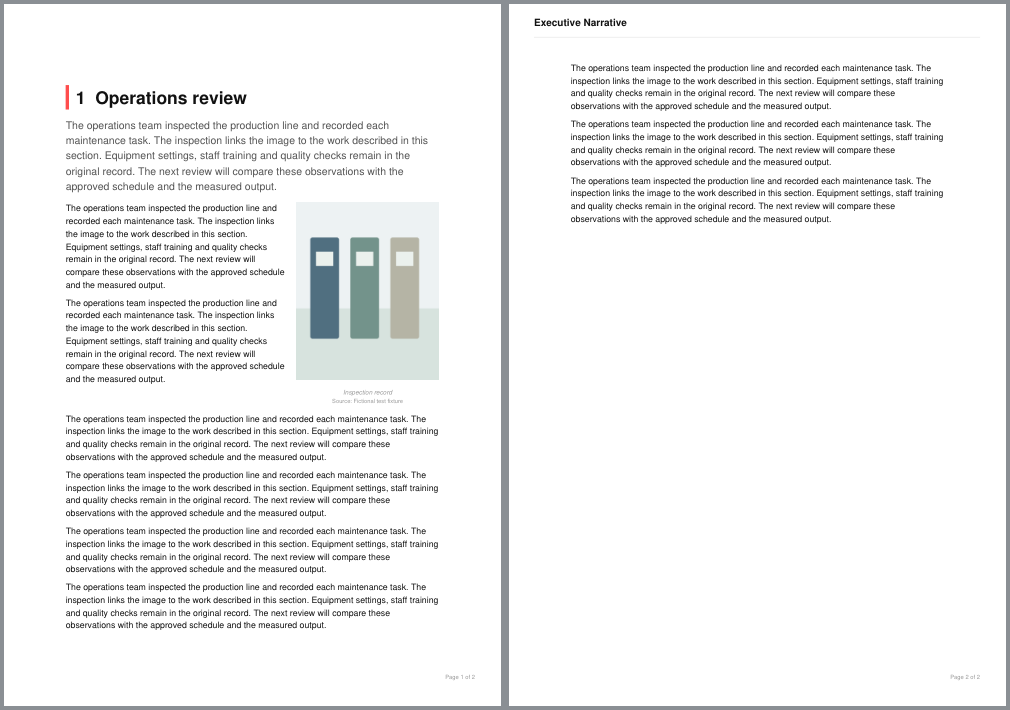 1 Operations review
The operations team inspected the production line and recorded each
maintenance task. The inspection links the image to the work described in this
section. Equipment settings, staff training and quality checks remain in the
original record. The next review will compare these observations with the
approved schedule and the measured output.
The operations team inspected the production line and
recorded each maintenance task. The inspection links
the image to the work described in this section.
Equipment settings, staff training and quality checks
remain in the original record. The next review will
compare these observations with the approved schedule
and the measured output.
The operations team inspected the production line and
recorded each maintenance task. The inspection links
the image to the work described in this section.
Equipment settings, staff training and quality checks
remain in the original record. The next review will
compare these observations with the approved schedule
and the measured output.
Inspection record
Source: Fictional test fixture
The operations team inspected the production line and recorded each maintenance task. The
inspection links the image to the work described in this section. Equipment settings, staff training
and quality checks remain in the original record. The next review will compare these
observations with the approved schedule and the measured output.
The operations team inspected the production line and recorded each maintenance task. The
inspection links the image to the work described in this section. Equipment settings, staff training
and quality checks remain in the original record. The next review will compare these
observations with the approved schedule and the measured output.
The operations team inspected the production line and recorded each maintenance task. The
inspection links the image to the work described in this section. Equipment settings, staff training
and quality checks remain in the original record. The next review will compare these
observations with the approved schedule and the measured output.
The operations team inspected the production line and recorded each maintenance task. The
inspection links the image to the work described in this section. Equipment settings, staff training
and quality checks remain in the original record. The next review will compare these
observations with the approved schedule and the measured output.
Page 1 of 2
Executive Narrative
The operations team inspected the production line and recorded each maintenance task. The
inspection links the image to the work described in this section. Equipment settings, staff training
and quality checks remain in the original record. The next review will compare these
observations with the approved schedule and the measured output.
The operations team inspected the production line and recorded each maintenance task. The
inspection links the image to the work described in this section. Equipment settings, staff training
and quality checks remain in the original record. The next review will compare these
observations with the approved schedule and the measured output.
The operations team inspected the production line and recorded each maintenance task. The
inspection links the image to the work described in this section. Equipment settings, staff training
and quality checks remain in the original record. The next review will compare these
observations with the approved schedule and the measured output.
Page 2 of 2